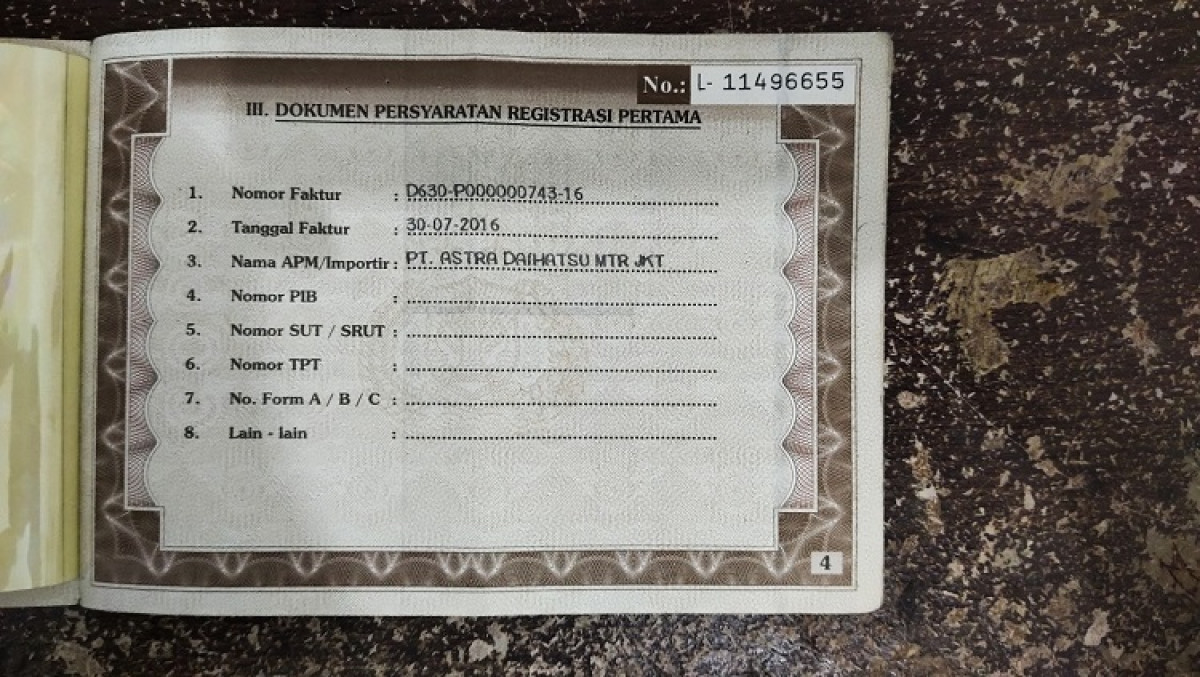 No.: L- 11496655
III. DOKUMEN PERSYARATAN REGISTRASI PERTAMA
1. Nomor Faktur : D630-P000000743-16
2. Tanggal Faktur : 30-07-2016
3. Nama APM/Importir : PT. ASTRA DAIHATSU MTR JKT
4. Nomor PIB :
5. Nomor SUT / SRUT :
6. Nomor TPT :
7. No. Form A / B / C :
8. Lain - lain :
4